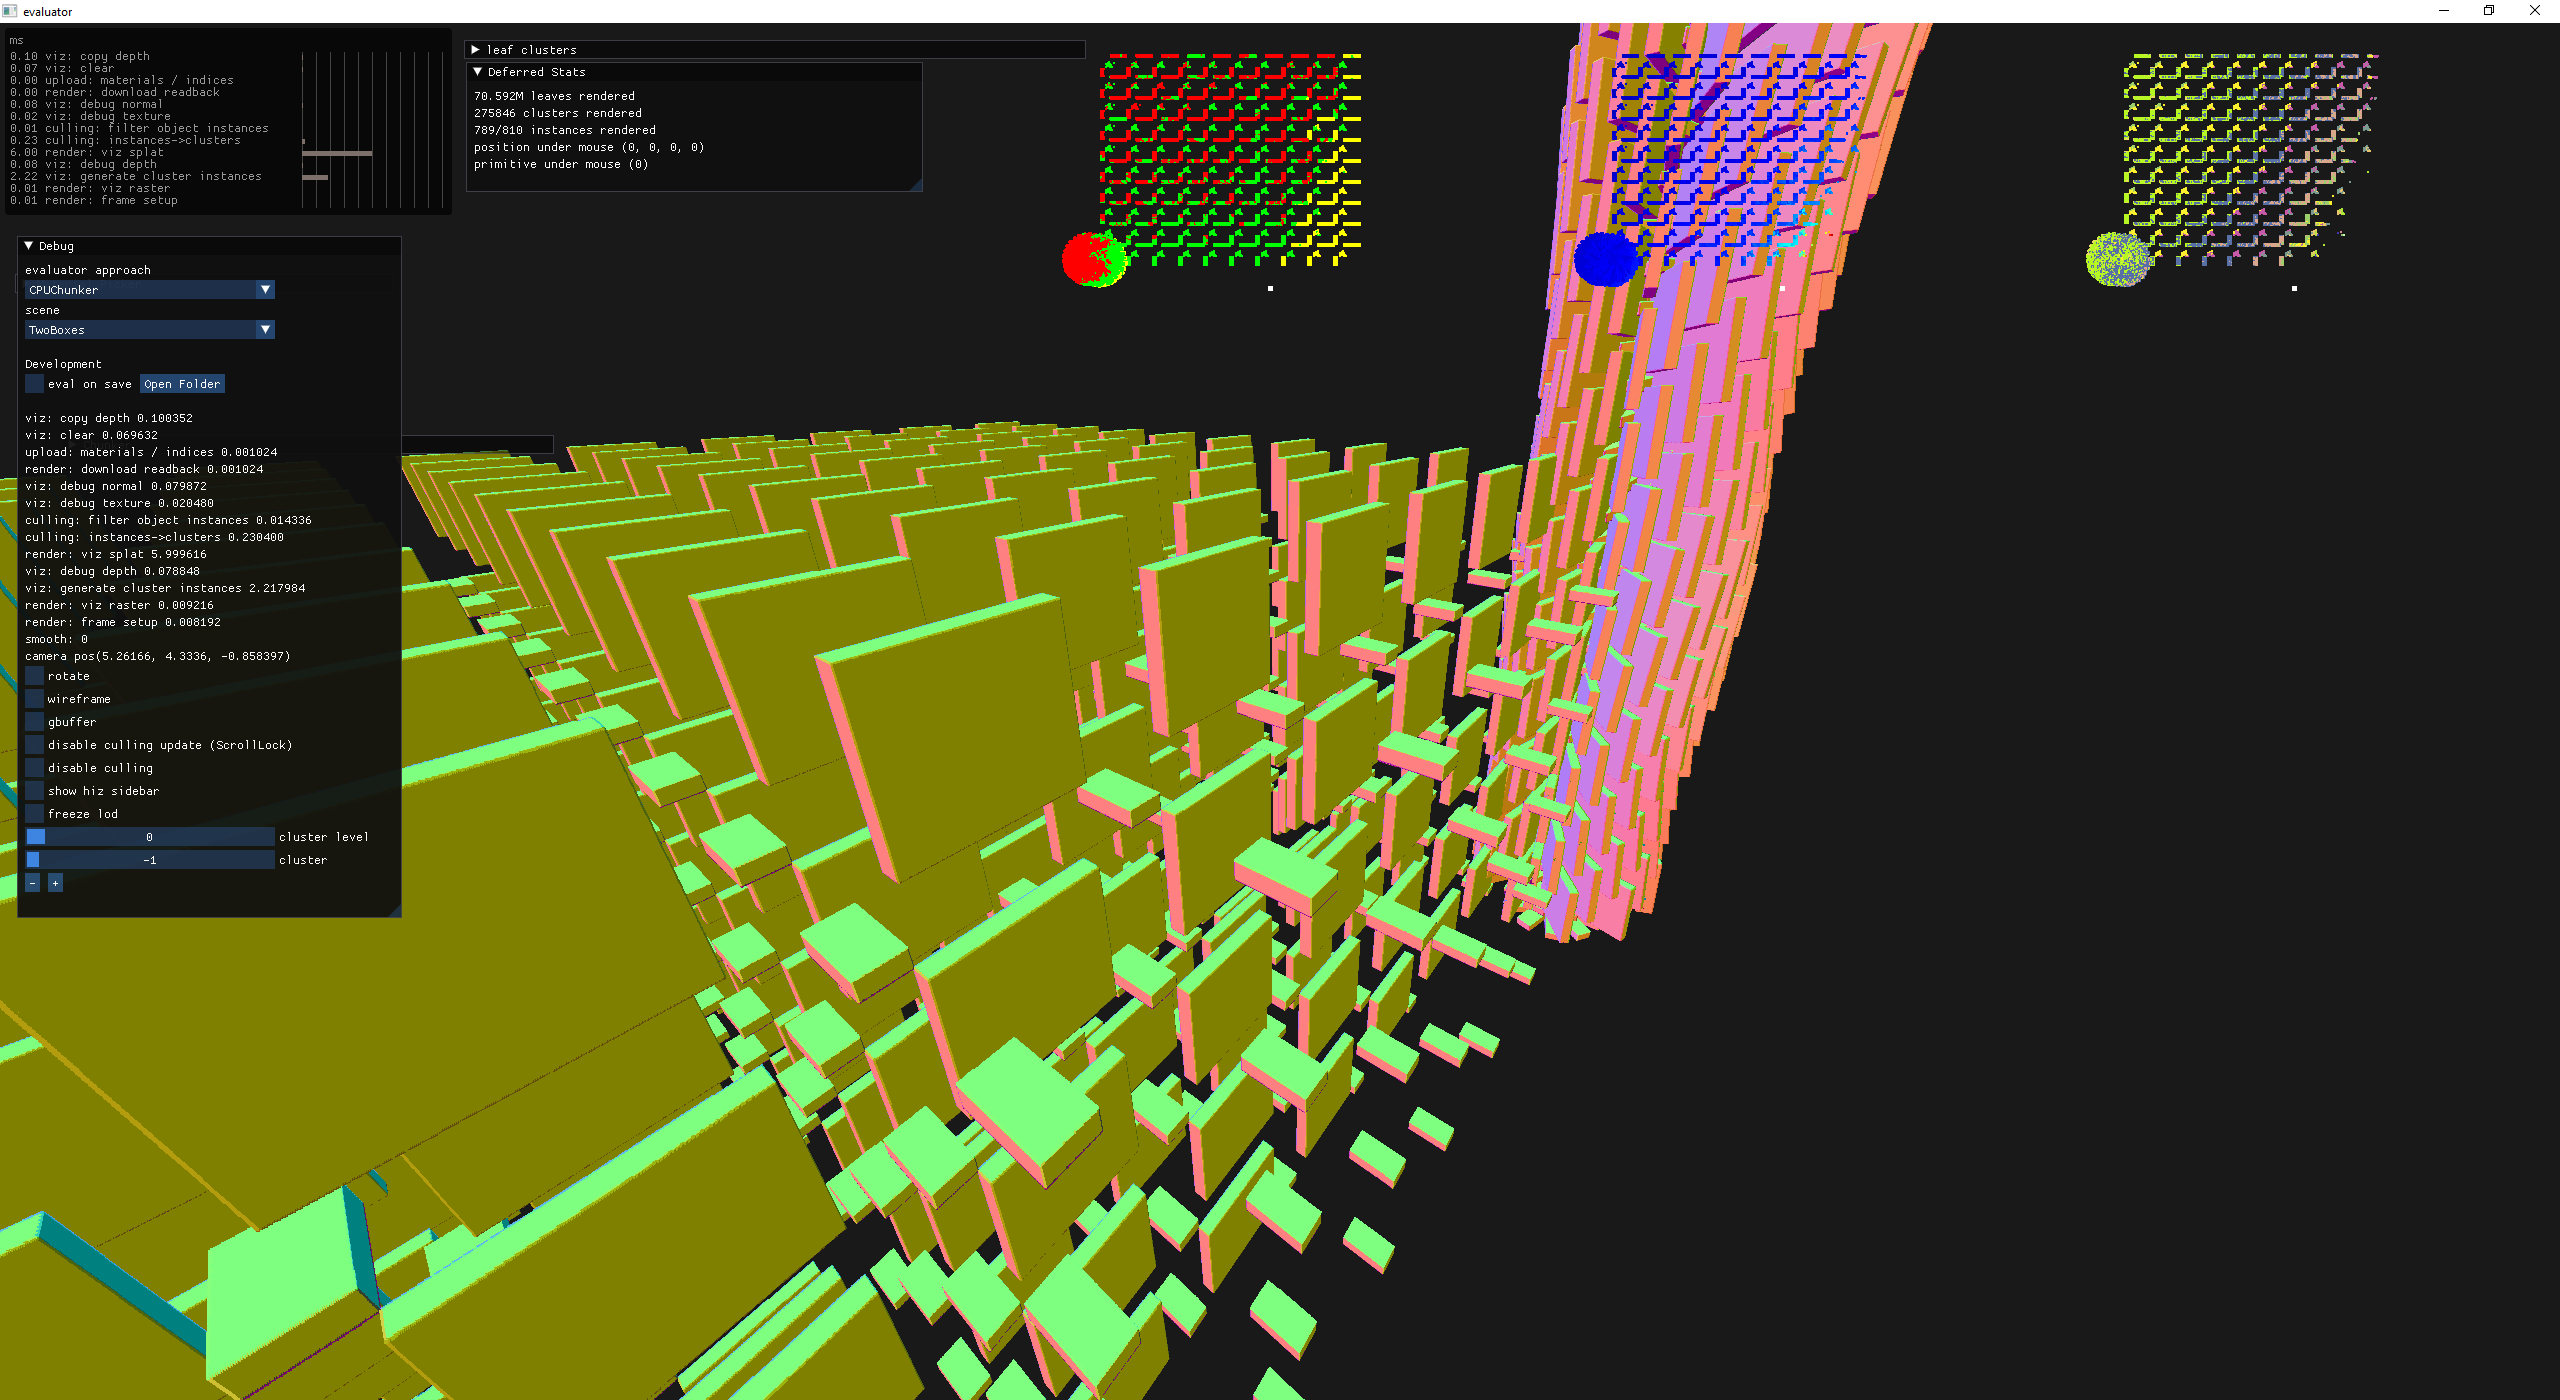 evaluator
ms
0.10 viz: copy depth
0.07 viz: clear
0.00 upload: materials / indices
0.00 render: download readback
0.08 viz: debug normal
0.02 viz: debug texture
0.01 culling: filter object instances
0.23 culling: instances->clusters
6.00 render: viz splat
0.08 viz: debug depth
2.22 viz: generate cluster instances
0.01 render: viz raster
0.01 render: frame setup
leaf clusters
Deferred Stats
70.592M leaves rendered
275846 clusters rendered
789/810 instances rendered
position under mouse (0, 0, 0, 0)
primitive under mouse (0)
Debug
evaluator approach
CPUChunker
scene
TwoBoxes
Development
eval on save Open Folder
viz: copy depth 0.100352
viz: clear 0.069632
upload: materials / indices 0.001024
render: download readback 0.001024
viz: debug normal 0.079872
viz: debug texture 0.020480
culling: filter object instances 0.014336
culling: instances->clusters 0.230400
render: viz splat 5.999616
viz: debug depth 0.078848
viz: generate cluster instances 2.217984
render: viz raster 0.009216
render: frame setup 0.008192
smooth: 0
camera pos(5.26166, 4.3336, -0.858397)
rotate
wireframe
gbuffer
disable culling update (ScrollLock)
disable culling
show hiz sidebar
freeze lod
0 cluster level
-1 cluster
- +